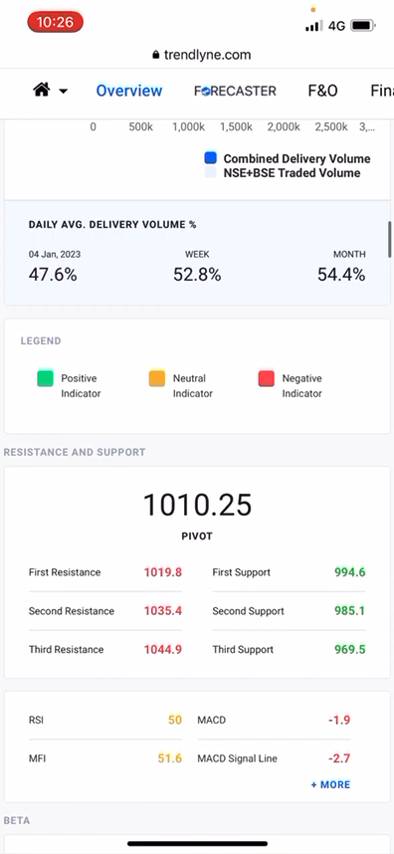 10:26
4G
trendlyne.com
Overview FORECASTER F&O Fin
0 500k 1,000k 1,500k 2,000k 2,500k 3,...
Combined Delivery Volume
NSE+BSE Traded Volume
DAILY AVG. DELIVERY VOLUME %
04 Jan, 2023 WEEK MONTH
47.6% 52.8% 54.4%
LEGEND
Positive Indicator
Neutral Indicator
Negative Indicator
RESISTANCE AND SUPPORT
1010.25
PIVOT
First Resistance 1019.8 First Support 994.6
Second Resistance 1035.4 Second Support 985.1
Third Resistance 1044.9 Third Support 969.5
RSI 50 MACD -1.9
MFI 51.6 MACD Signal Line -2.7
+ MORE
BETA